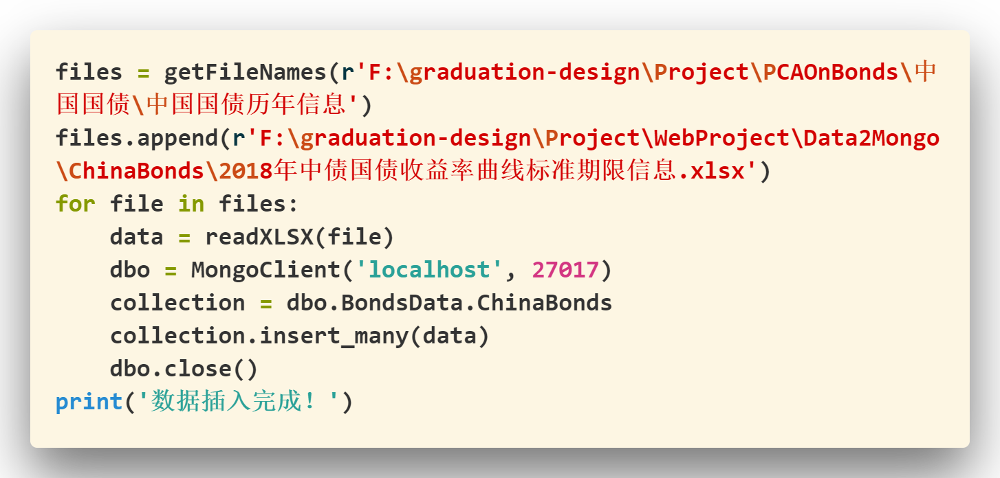 files = getFileNames(r'F:\graduation-design\Project\PCAOnBonds\中
国国债\中国国债历年信息')
files.append(r'F:\graduation-design\Project\WebProject\Data2Mongo
\ChinaBonds\2018年中债国债收益率曲线标准期限信息.xlsx')
for file in files:
    data = readXLSX(file)
    dbo = MongoClient('localhost', 27017)
    collection = dbo.BondsData.ChinaBonds
    collection.insert_many(data)
    dbo.close()
print('数据插入完成！')